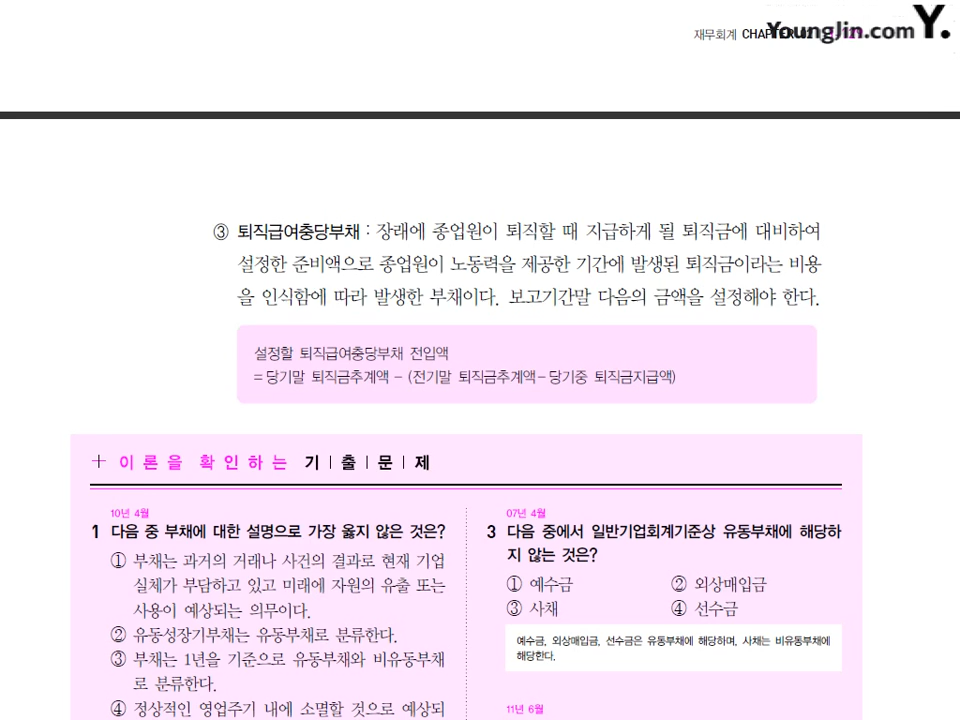 재무회계 CHAPTER 02
YoungJin.com Y.
③ 퇴직급여충당부채 : 장래에 종업원이 퇴직할 때 지급하게 될 퇴직금에 대비하여
설정한 준비액으로 종업원이 노동력을 제공한 기간에 발생된 퇴직금이라는 비용
을 인식함에 따라 발생한 부채이다. 보고기간말 다음의 금액을 설정해야 한다.
설정할 퇴직급여충당부채 전입액
= 당기말 퇴직금추계액 - (전기말 퇴직금추계액-당기중 퇴직금지급액)
+ 이론을 확인하는 기|출|문|제
10년 4월
1 다음 중 부채에 대한 설명으로 가장 옳지 않은 것은?
① 부채는 과거의 거래나 사건의 결과로 현재 기업
실체가 부담하고 있고 미래에 자원의 유출 또는
사용이 예상되는 의무이다.
② 유동성장기부채는 유동부채로 분류한다.
③ 부채는 1년을 기준으로 유동부채와 비유동부채
로 분류한다.
④ 정상적인 영업주기 내에 소멸할 것으로 예상되
07년 4월
3 다음 중에서 일반기업회계기준상 유동부채에 해당하
지 않는 것은?
① 예수금 ② 외상매입금
③ 사채 ④ 선수금
예수금, 외상매입금, 선수금은 유동부채에 해당하며, 사채는 비유동부채에
해당한다.
11년 6월